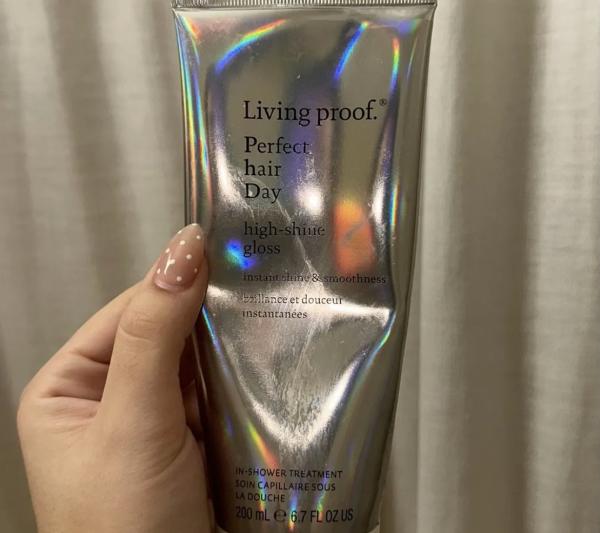 Living proof.®
Perfect
hair
Day
high-shine
gloss
instant shine & smoothness
brillance et douceur
instantanées
IN-SHOWER TREATMENT
SOIN CAPILLAIRE SOUS
LA DOUCHE
200 mL ℮ 6.7 FL OZ US